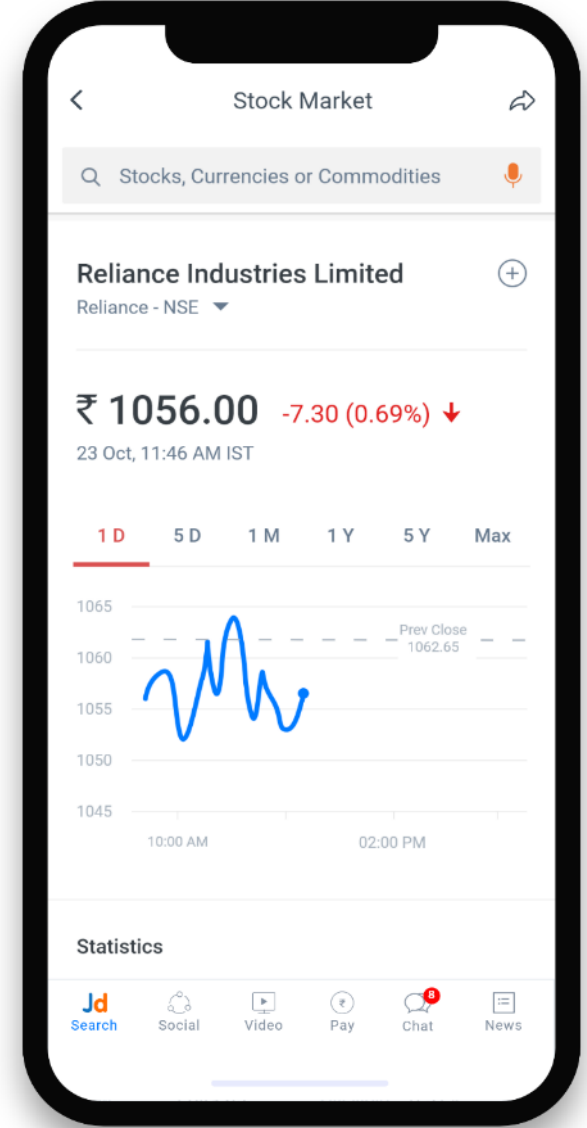 Stock Market
Stocks, Currencies or Commodities
Reliance Industries Limited
Reliance - NSE
₹ 1056.00 -7.30 (0.69%)
23 Oct, 11:46 AM IST
1 D 5 D 1 M 1 Y 5 Y Max
1065
Prev Close
1062.65
1060
1055
1050
1045
10:00 AM 02:00 PM
Statistics
8
Jd ₹
Search Social Video Pay Chat News